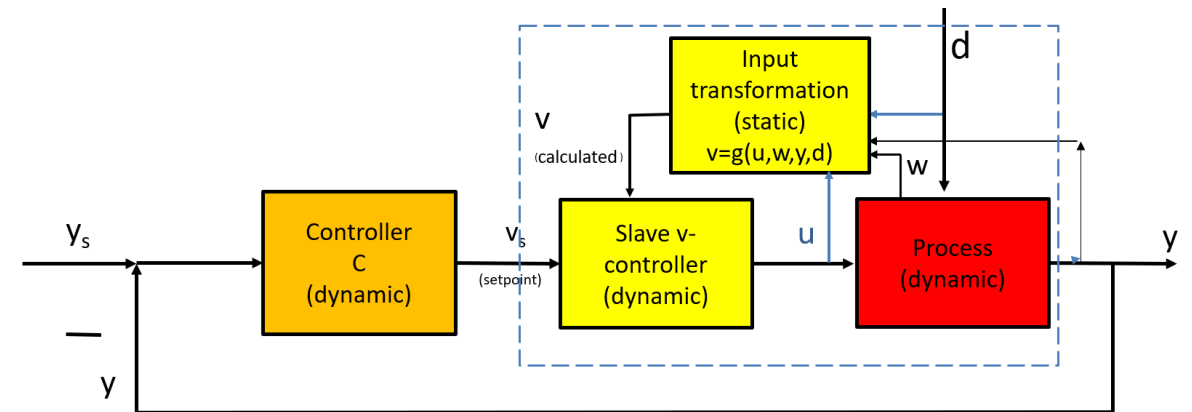 d
Input
transformation
(static)
v=g(u,w,y,d)
v
(calculated)
w
ys
Controller
C
(dynamic)
vs
(setpoint)
Slave v-
controller
(dynamic)
u
Process
(dynamic)
y
—
y